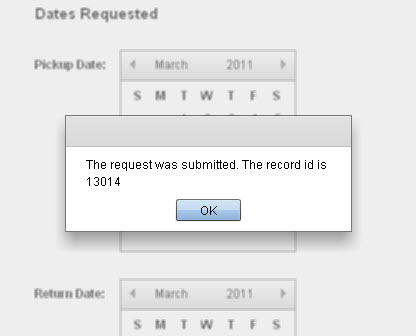 Dates Requested
Pickup Date:
March 2011
S M T W T F S
The request was submitted. The record id is
13014
OK
Return Date:
March 2011
S M T W T F S